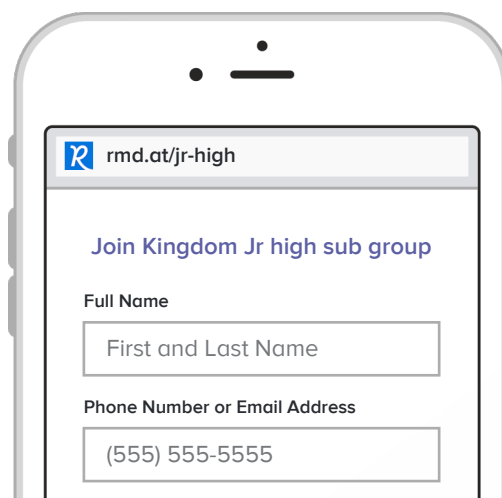 rmd.at/jr-high
Join Kingdom Jr high sub group
Full Name
First and Last Name
Phone Number or Email Address
(555) 555-5555